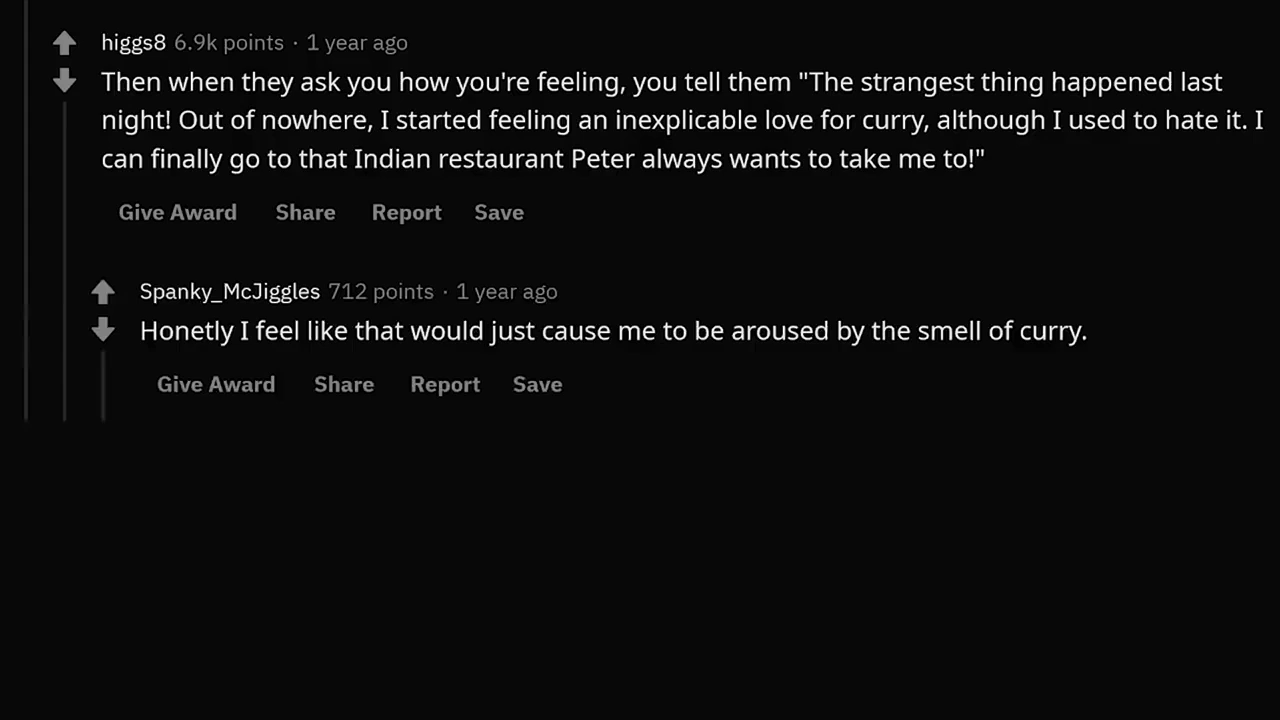 higgs8 6.9k points · 1 year ago
Then when they ask you how you're feeling, you tell them "The strangest thing happened last
night! Out of nowhere, I started feeling an inexplicable love for curry, although I used to hate it. I
can finally go to that Indian restaurant Peter always wants to take me to!"
Give Award Share Report Save
Spanky_McJiggles 712 points · 1 year ago
Honetly I feel like that would just cause me to be aroused by the smell of curry.
Give Award Share Report Save